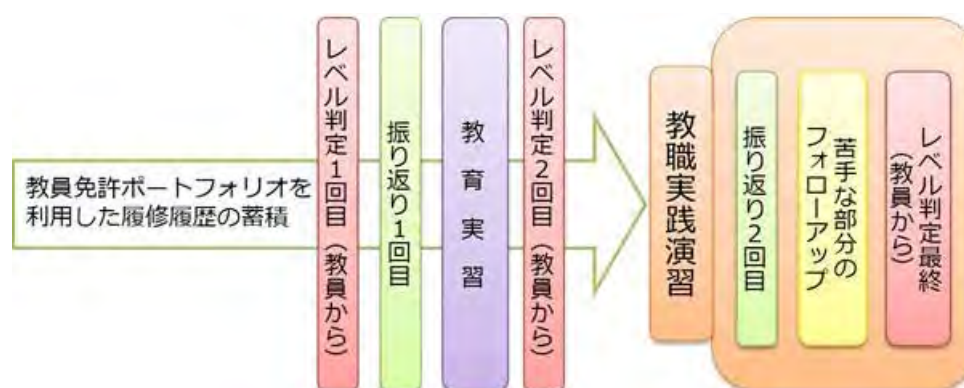 教員免許ポートフォリオを
利用した履修履歴の蓄積
レベル判定1回目（教員から）
振り返り1回目
教育実習
レベル判定2回目（教員から）
教職実践演習
振り返り2回目
苦手な部分の
フォローアップ
レベル判定最終
（教員から）